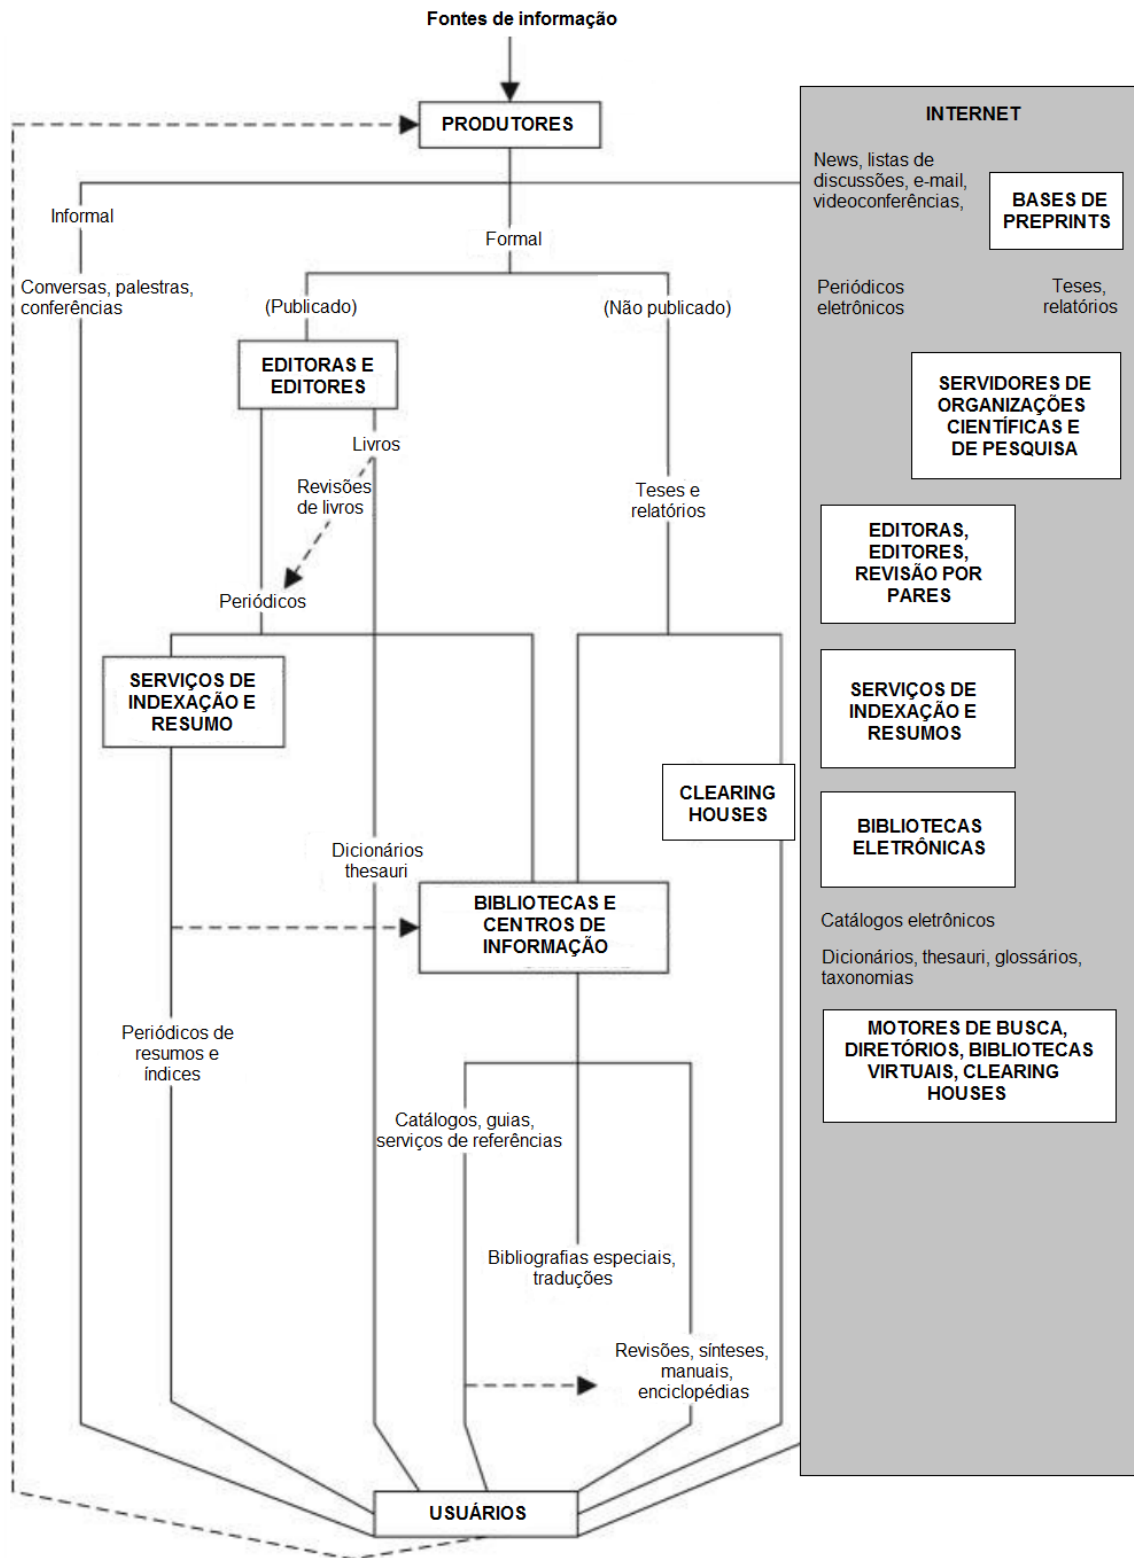 Fontes de informação
PRODUTORES
Informal
Formal
Conversas, palestras,
conferências
(Publicado)
(Não publicado)
EDITORAS E
EDITORES
Livros
Revisões
de livros
Teses e
relatórios
Periódicos
SERVIÇOS DE
INDEXAÇÃO E
RESUMO
CLEARING
HOUSES
Dicionários
thesauri
BIBLIOTECAS E
CENTROS DE
INFORMAÇÃO
Periódicos de
resumos e
índices
Catálogos, guias,
serviços de referências
Bibliografias especiais,
traduções
Revisões, sínteses,
manuais,
enciclopédias
USUÁRIOS
INTERNET
News, listas de
discussões, e-mail,
videoconferências,
BASES DE
PREPRINTS
Periódicos
eletrônicos
Teses,
relatórios
SERVIDORES DE
ORGANIZAÇÕES
CIENTÍFICAS E
DE PESQUISA
EDITORAS,
EDITORES,
REVISÃO POR
PARES
SERVIÇOS DE
INDEXAÇÃO E
RESUMOS
BIBLIOTECAS
ELETRÔNICAS
Catálogos eletrônicos
Dicionários, thesauri, glossários,
taxonomias
MOTORES DE BUSCA,
DIRETÓRIOS, BIBLIOTECAS
VIRTUAIS, CLEARING
HOUSES